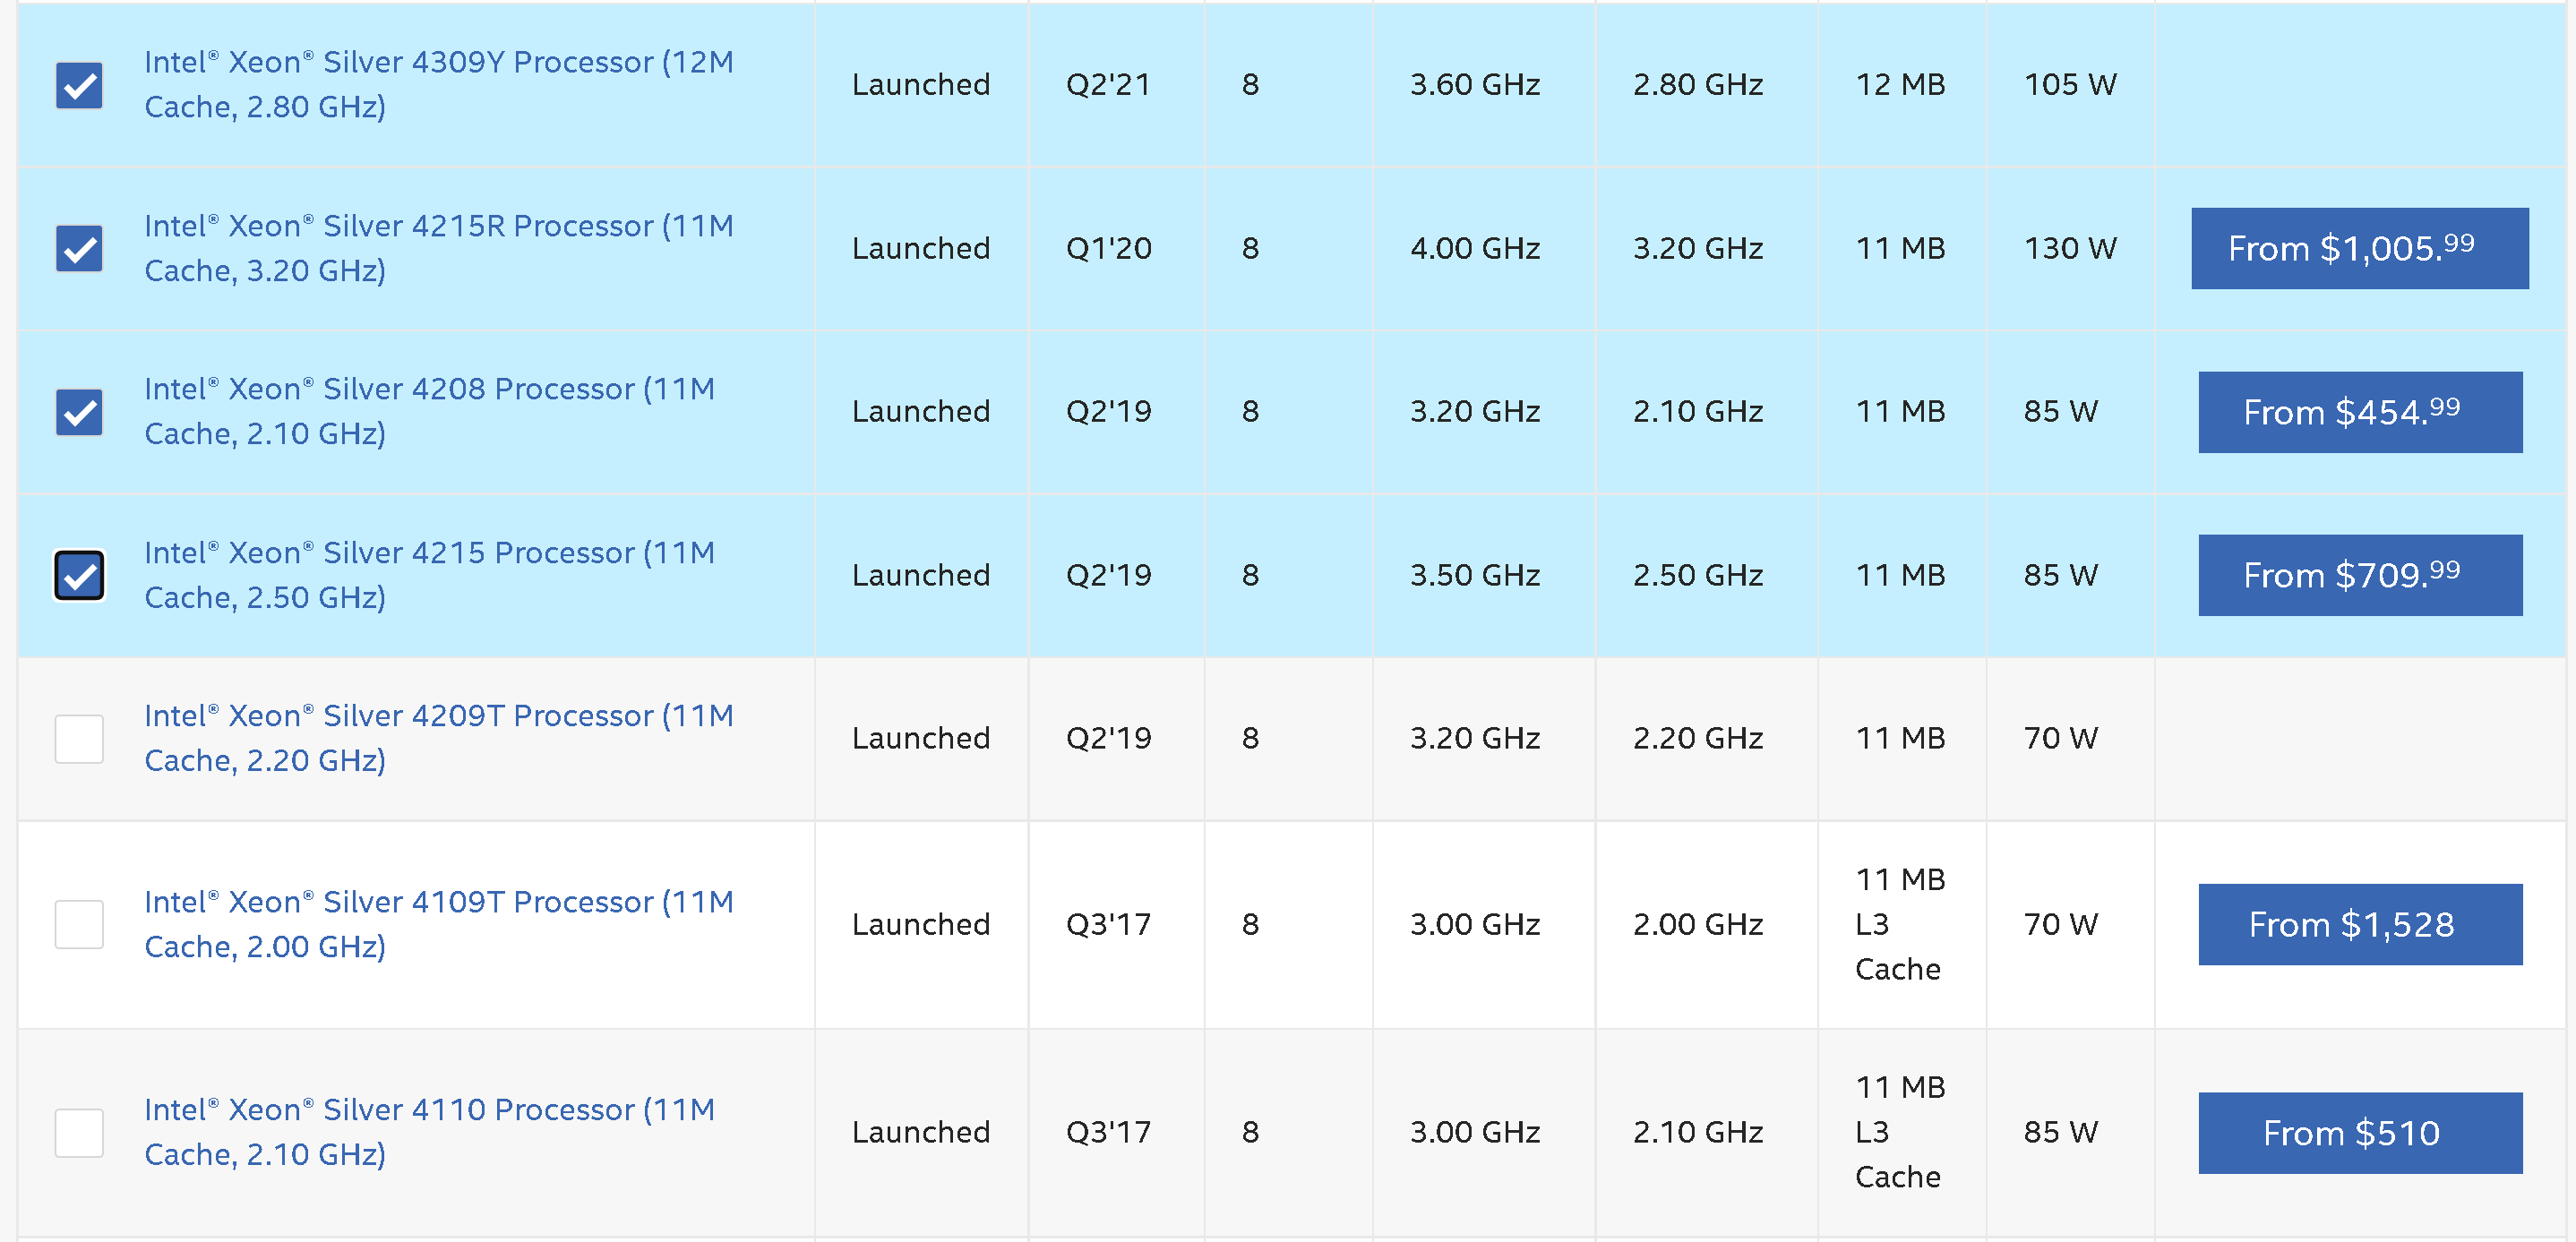 Intel® Xeon® Silver 4309Y Processor (12M
Cache, 2.80 GHz)
Launched
Q2'21
8
3.60 GHz
2.80 GHz
12 MB
105 W
Intel® Xeon® Silver 4215R Processor (11M
Cache, 3.20 GHz)
Launched
Q1'20
8
4.00 GHz
3.20 GHz
11 MB
130 W
From $1,005.99
Intel® Xeon® Silver 4208 Processor (11M
Cache, 2.10 GHz)
Launched
Q2'19
8
3.20 GHz
2.10 GHz
11 MB
85 W
From $454.99
Intel® Xeon® Silver 4215 Processor (11M
Cache, 2.50 GHz)
Launched
Q2'19
8
3.50 GHz
2.50 GHz
11 MB
85 W
From $709.99
Intel® Xeon® Silver 4209T Processor (11M
Cache, 2.20 GHz)
Launched
Q2'19
8
3.20 GHz
2.20 GHz
11 MB
70 W
Intel® Xeon® Silver 4109T Processor (11M
Cache, 2.00 GHz)
Launched
Q3'17
8
3.00 GHz
2.00 GHz
11 MB
L3
Cache
70 W
From $1,528
Intel® Xeon® Silver 4110 Processor (11M
Cache, 2.10 GHz)
Launched
Q3'17
8
3.00 GHz
2.10 GHz
11 MB
L3
Cache
85 W
From $510